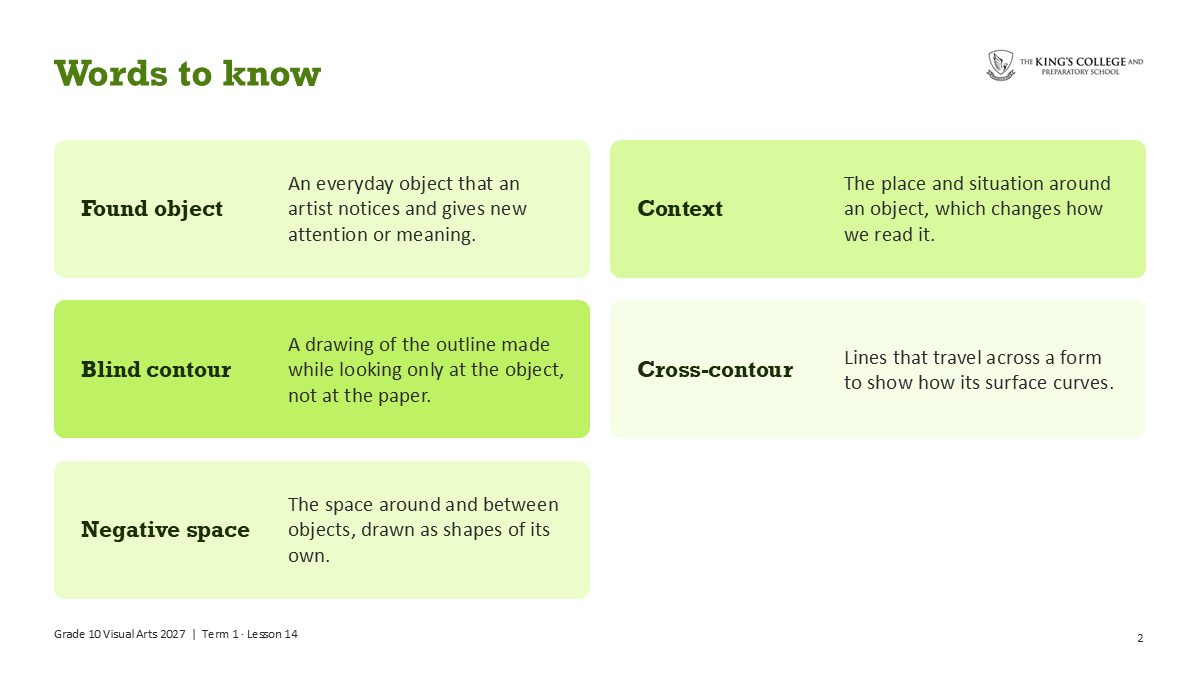 Words to know
THE KING'S COLLEGE AND
PREPARATORY SCHOOL
Found object
An everyday object that an
artist notices and gives new
attention or meaning.
Context
The place and situation around
an object, which changes how
we read it.
Blind contour
A drawing of the outline made
while looking only at the object,
not at the paper.
Cross-contour
Lines that travel across a form
to show how its surface curves.
Negative space
The space around and between
objects, drawn as shapes of its
own.
Grade 10 Visual Arts 2027 | Term 1 · Lesson 14
2